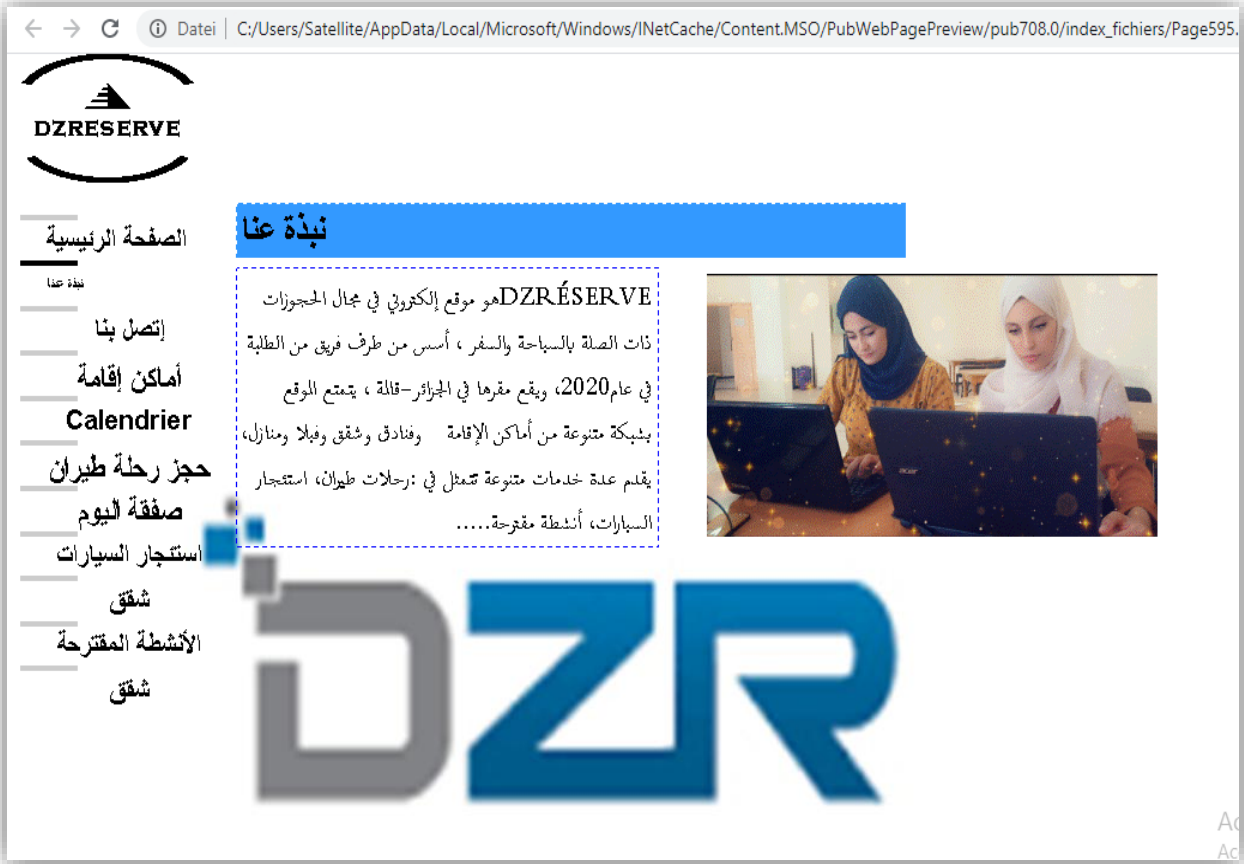 Datei | C:/Users/Satellite/AppData/Local/Microsoft/Windows/INetCache/Content.MSO/PubWebPagePreview/pub708.0/index_fichiers/Page595.
DZRESERVE
الصفحة الرئيسية
نبذة عنا
إتصل بنا
أماكن إقامة
Calendrier
حجز رحلة طيران
صفقة اليوم
استئجار السيارات
شقق
الأنشطة المقترحة
شقق
نبذة عنا
DZRÉSERVEهو موقع إلكتروني في مجال الحجوزات
ذات الصلة بالسياحة والسفر ، أسس من طرف فريق من الطلبة
في عام2020، ويقع مقرها في الجزائر-قالمة ، يتمتع الموقع
بشبكة متنوعة من أماكن الإقامة وفنادق وشقق وفيلا ومنازل،
يقدم عدة خدمات متنوعة تتمثل في :رحلات طيران، استئجار
السيارات، أنشطة مقترحة.....
acer
DZR